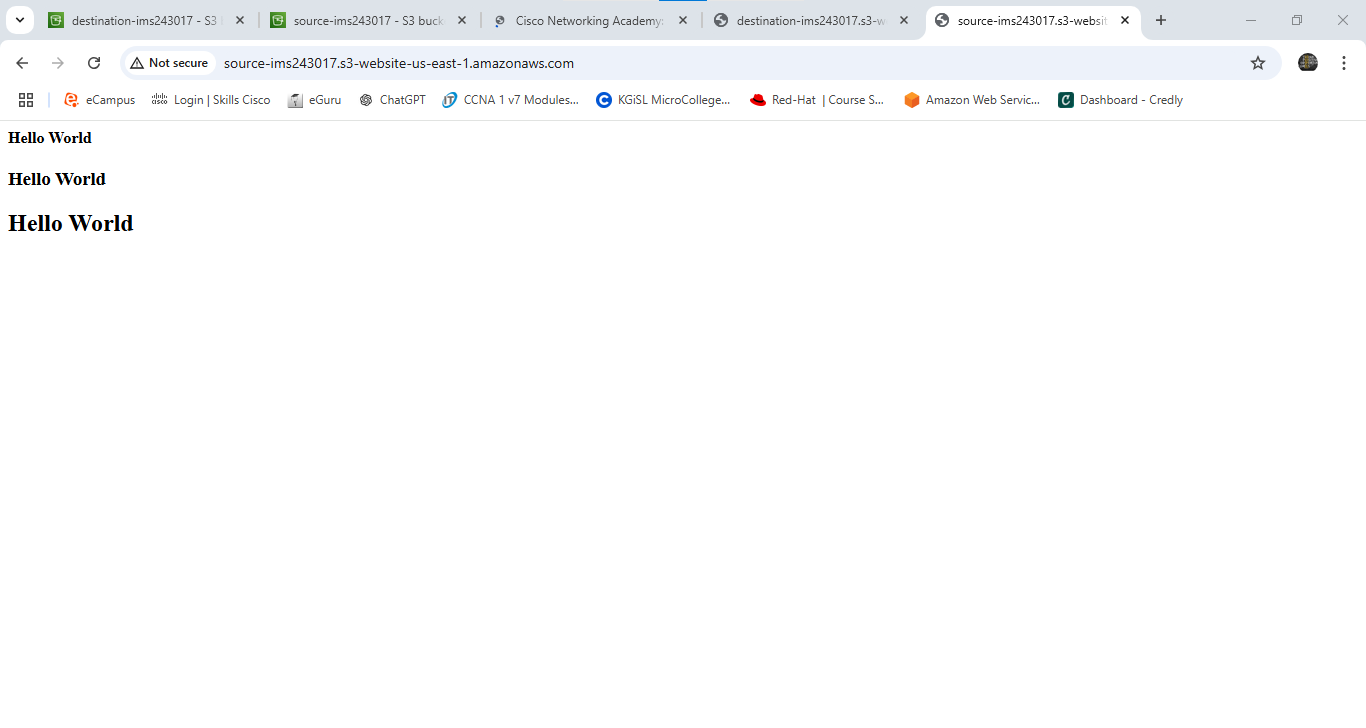 destination-ims243017 - S3
source-ims243017 - S3 buck
Cisco Networking Academy:
destination-ims243017.s3-w
source-ims243017.s3-websit
Not secure
source-ims243017.s3-website-us-east-1.amazonaws.com
eCampus
Login | Skills Cisco
eGuru
ChatGPT
CCNA 1 v7 Modules...
KGiSL MicroCollege...
Red-Hat | Course S...
Amazon Web Servic...
Dashboard - Credly
Hello World
Hello World
Hello World